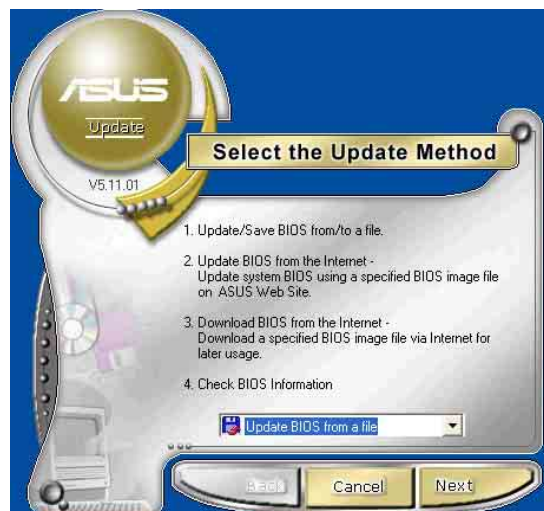 ASUS
Update
V5.11.01
Select the Update Method
1. Update/Save BIOS from/to a file.
2. Update BIOS from the Internet -
Update system BIOS using a specified BIOS image file
on ASUS Web Site.
3. Download BIOS from the Internet -
Download a specified BIOS image file via Internet for
later usage.
4. Check BIOS Information
Update BIOS from a file
Back
Cancel
Next